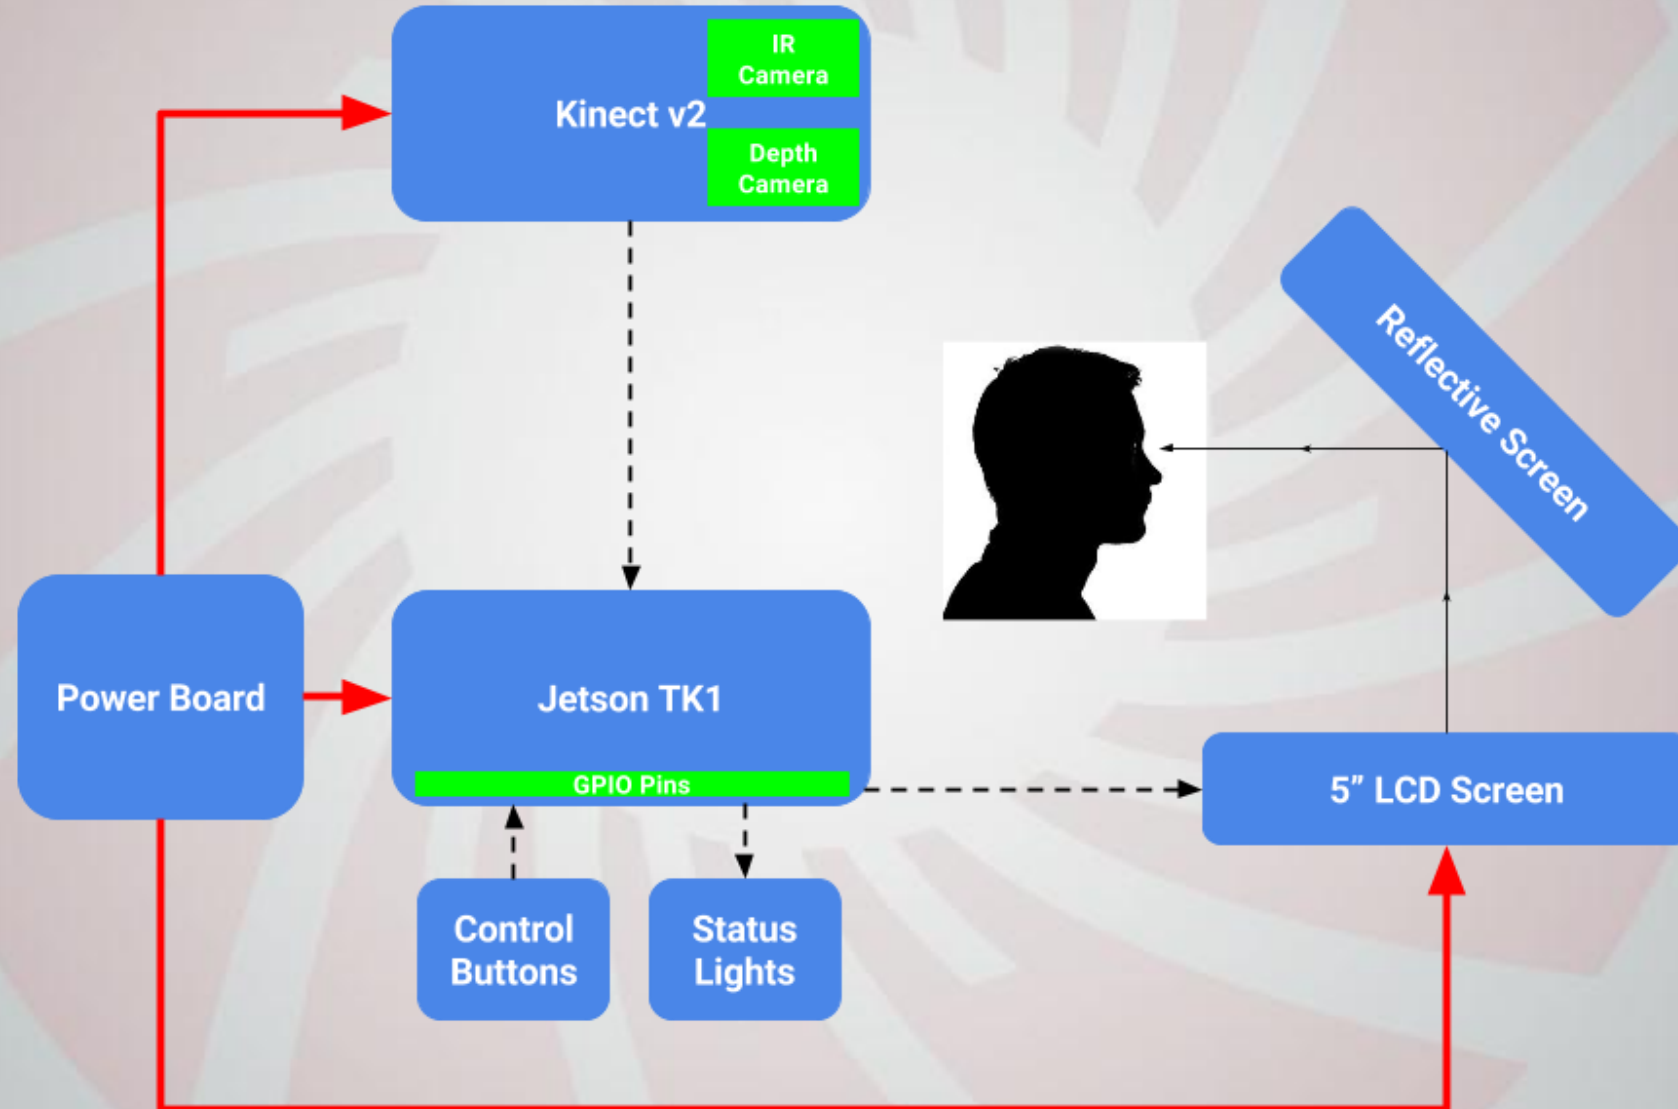 IR
Camera
Kinect v2
Depth
Camera
Reflective Screen
Power Board
Jetson TK1
GPIO Pins
5” LCD Screen
Control
Buttons
Status
Lights